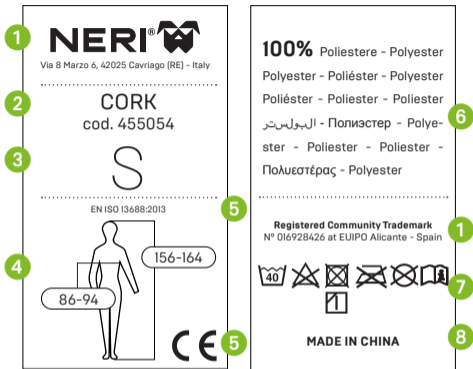 1
NERI®
Via 8 Marzo 6, 42025 Cavriago (RE) - Italy
2
CORK
cod. 455054
3
S
EN ISO 13688:2013
5
4
156-164
86-94
CE
5
100% Poliestere - Polyester
Polyester - Poliéster - Polyester
Poliéster - Poliester - Poliester
البولستر - Полиэстер - Polye-
6
ster - Poliester - Poliester -
Πολυεστέρας - Polyester
Registered Community Trademark
1
N° 016928426 at EUIPO Alicante - Spain
40
7
1
MADE IN CHINA
8